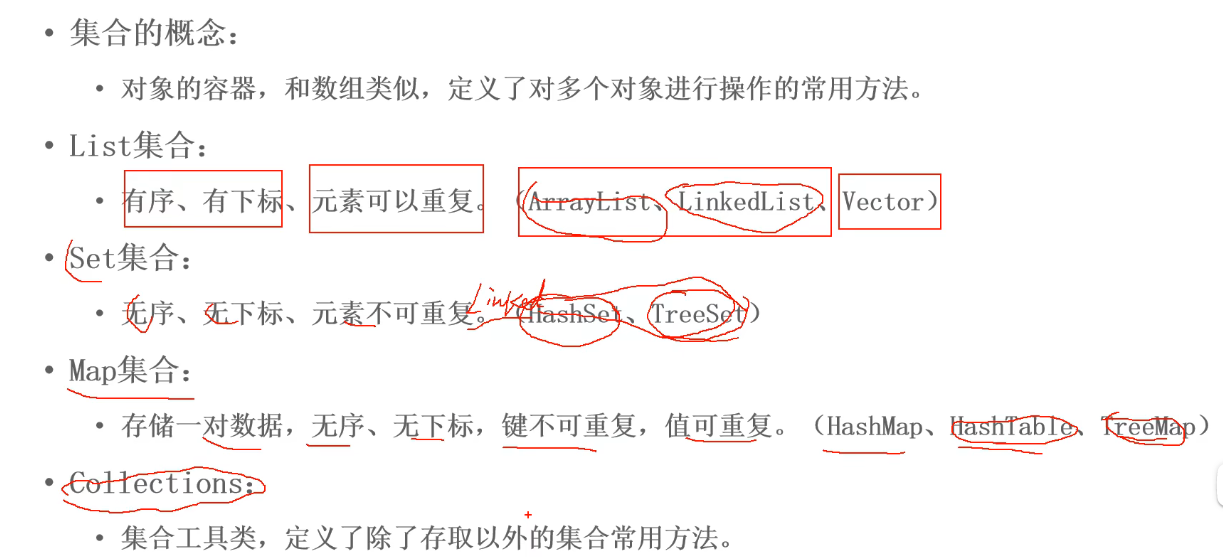 • 集合的概念：
• 对象的容器，和数组类似，定义了对多个对象进行操作的常用方法。
• List集合：
• 有序、有下标、元素可以重复。（ArrayList、LinkedList、Vector）
• Set集合：
Linked
• 无序、无下标、元素不可重复。（HashSet、TreeSet）
• Map集合：
• 存储一对数据，无序、无下标，键不可重复，值可重复。（HashMap、HashTable、TreeMap）
• Collections：
• 集合工具类，定义了除了存取以外的集合常用方法。